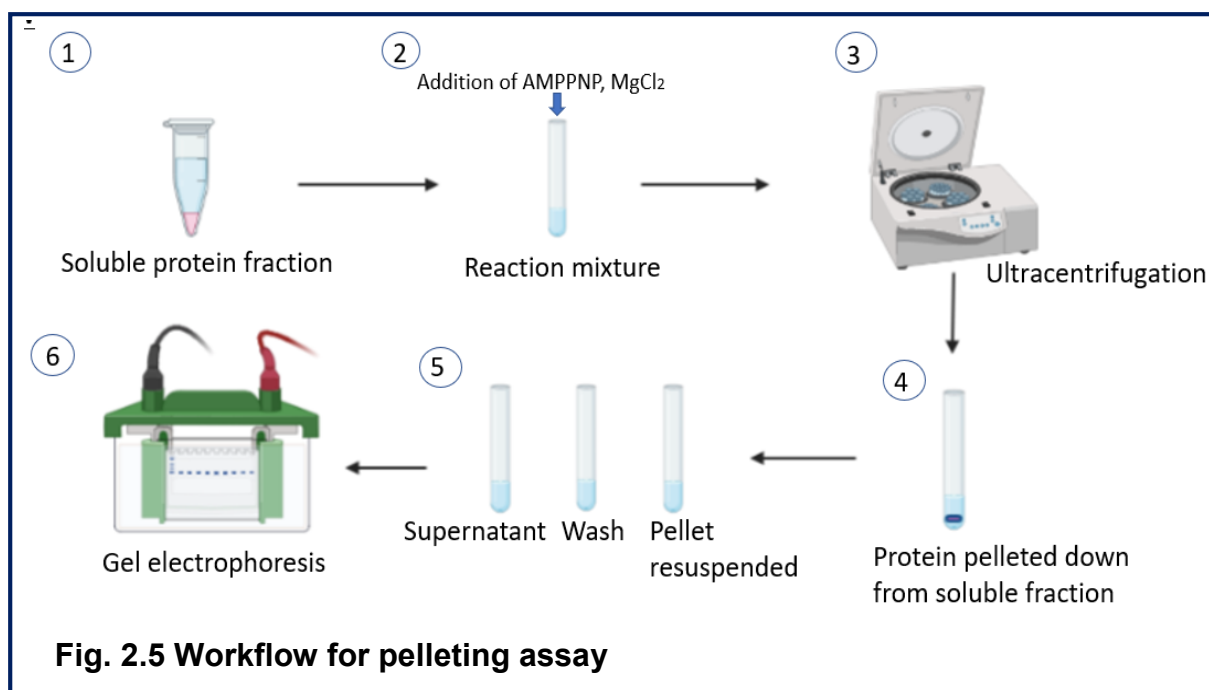 1
Soluble protein fraction
2
Addition of AMPPNP, MgCl₂
Reaction mixture
3
Ultracentrifugation
4
Protein pelleted down
from soluble fraction
5
Supernatant Wash Pellet
resuspended
6
Gel electrophoresis
Fig. 2.5 Workflow for pelleting assay